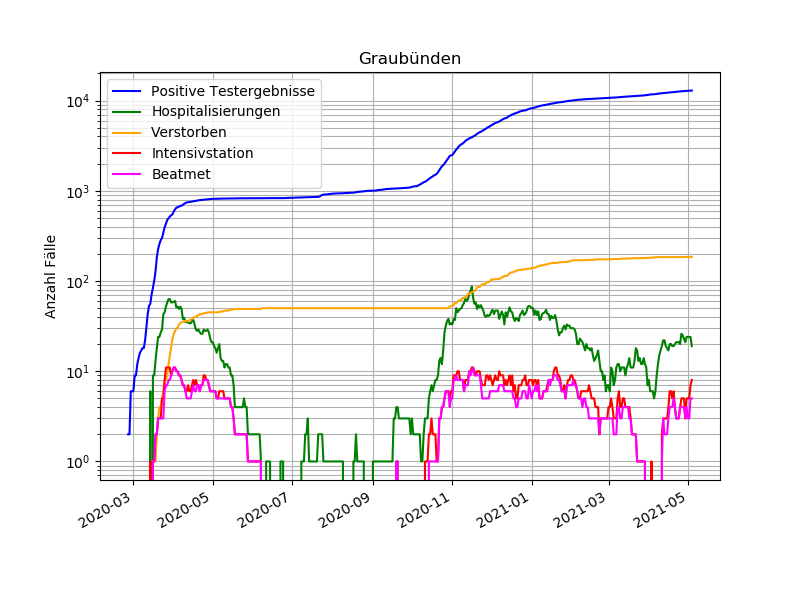 Graubünden
Positive Testergebnisse
Hospitalisierungen
Verstorben
Intensivstation
Beatmet
Anzahl Fälle
10^4
10^3
10^2
10^1
10^0
2020-03
2020-05
2020-07
2020-09
2020-11
2021-01
2021-03
2021-05